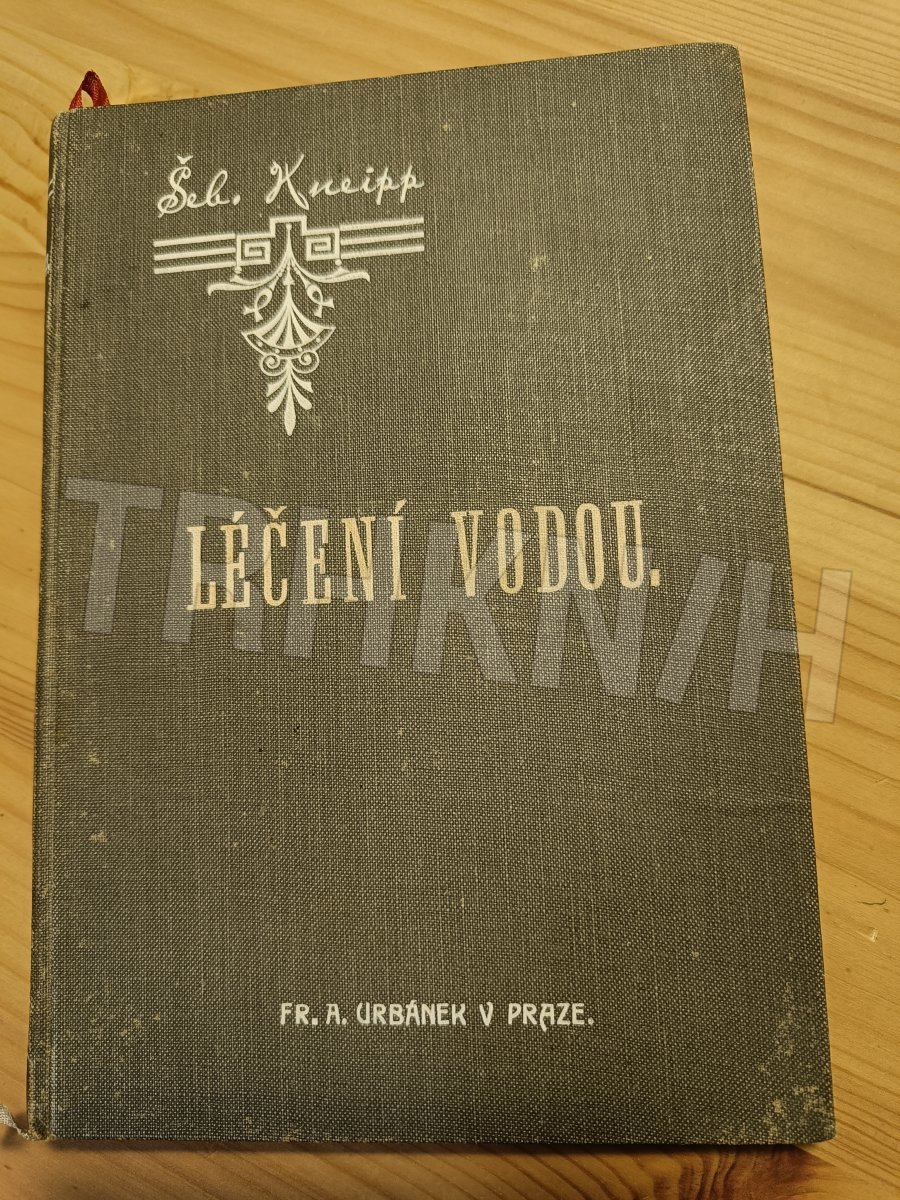 Šeb. Kneipp
LÉČENÍ VODOU.
TRHKNIH
FR. A. URBÁNEK V PRAZE.